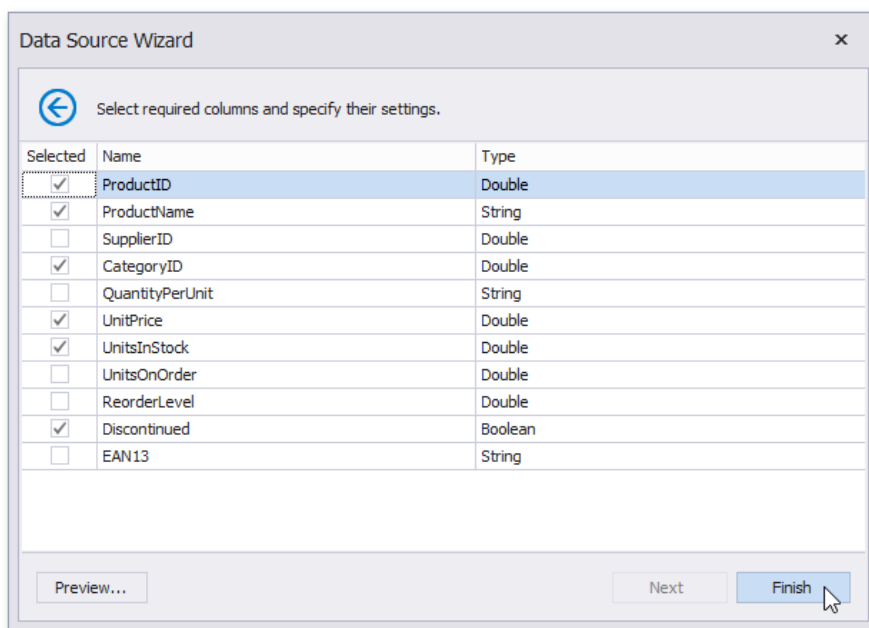 Data Source Wizard
Select required columns and specify their settings.
Selected Name Type
ProductID Double
ProductName String
SupplierID Double
CategoryID Double
QuantityPerUnit String
UnitPrice Double
UnitsInStock Double
UnitsOnOrder Double
ReorderLevel Double
Discontinued Boolean
EAN13 String
Preview... Next Finish